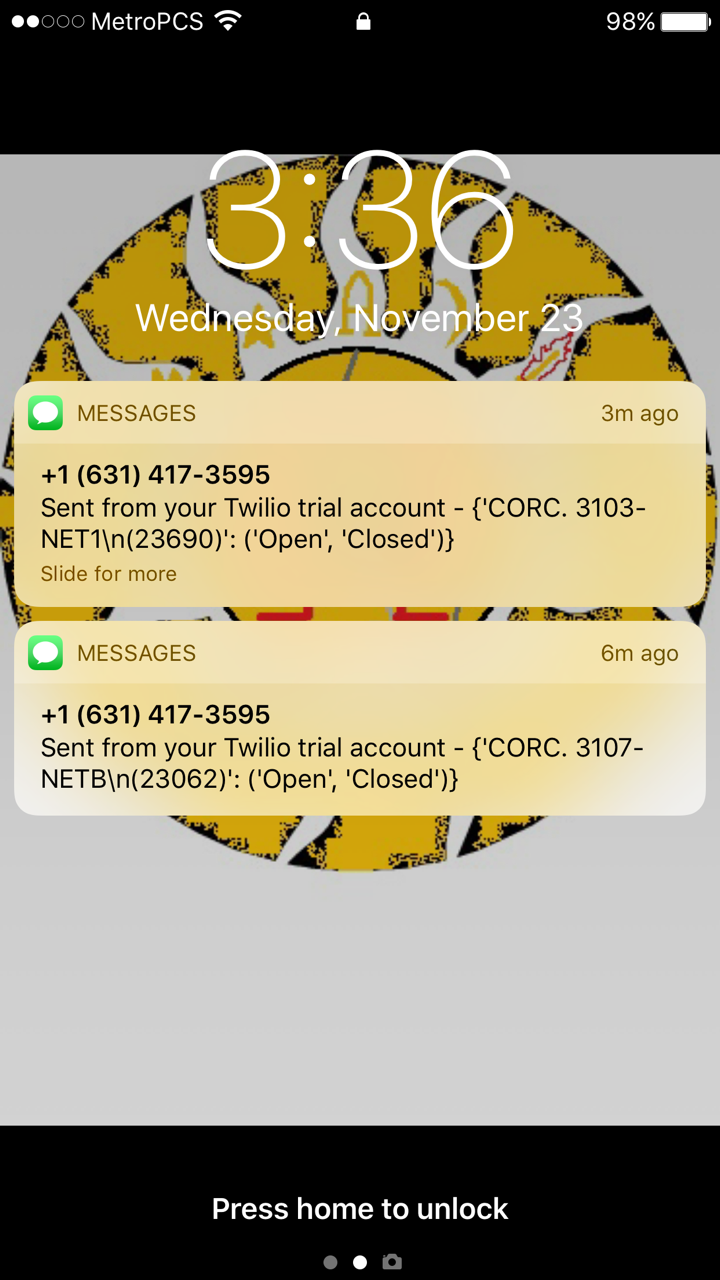 MetroPCS 98%
3:36
Wednesday, November 23
MESSAGES 3m ago
+1 (631) 417-3595
Sent from your Twilio trial account - {'CORC. 3103-
NET1\n(23690)': ('Open', 'Closed')}
Slide for more
MESSAGES 6m ago
+1 (631) 417-3595
Sent from your Twilio trial account - {'CORC. 3107-
NETB\n(23062)': ('Open', 'Closed')}
Press home to unlock